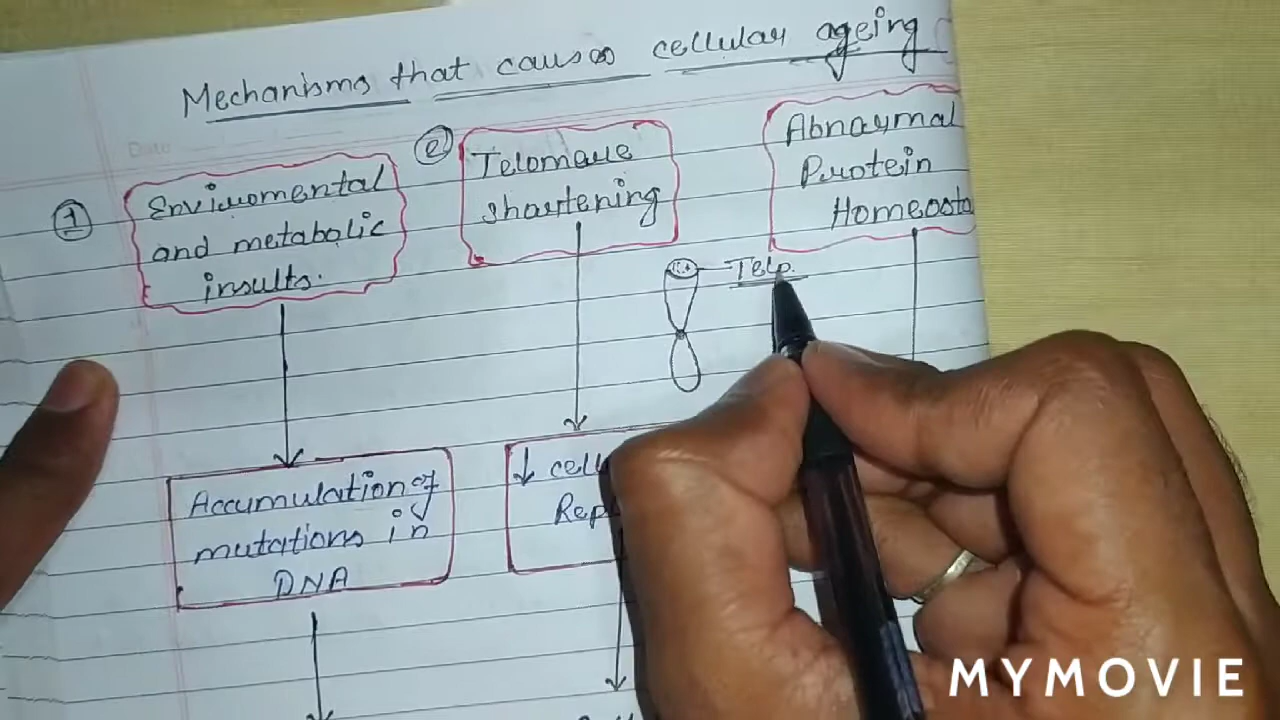 Mechanisms that causes cellular ageing
Date
1
Enviromental
and metabolic
insults.
2
Telomere
shortening
Abnormal
Protein
Homeosta
Telo.
Accumulation of
mutations in
DNA
↓ cell
Rep
MYMOVIE